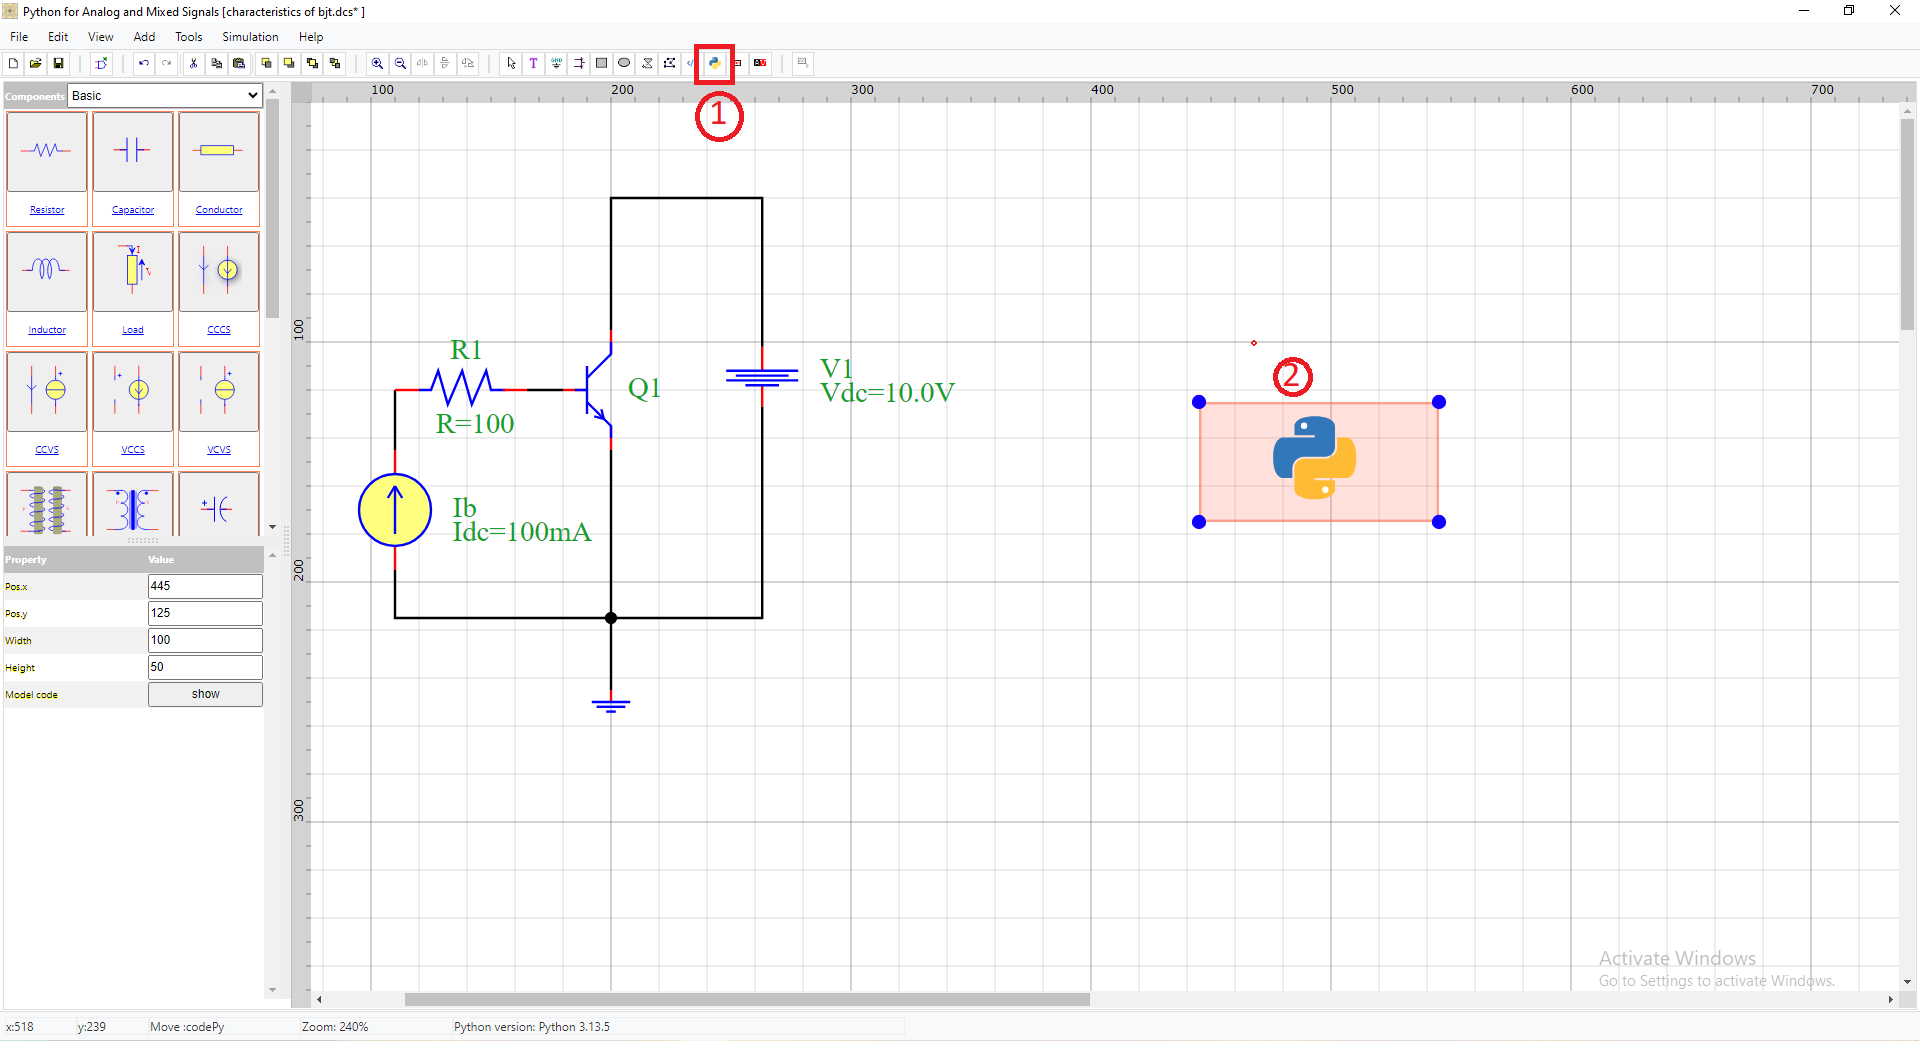 Python for Analog and Mixed Signals [characteristics of bjt.dcs* ]
File Edit View Add Tools Simulation Help
Components Basic
100 200 300 400 500 600 700
1
Resistor Capacitor Conductor
Inductor Load CCCS
CCVS VCCS VCVS
100
200
300
R1
R=100
Q1
V1
Vdc=10.0V
Ib
Idc=100mA
2
Property Value
Pos.x 445
Pos.y 125
Width 100
Height 50
Model code show
Activate Windows
Go to Settings to activate Windows.
x:518 y:239 Move :codePy Zoom: 240% Python version: Python 3.13.5